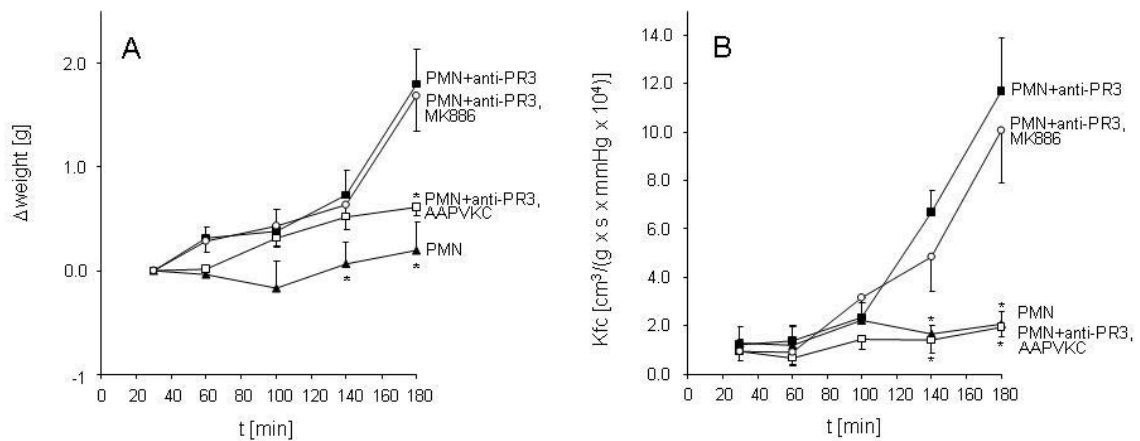 A
2.0
1.0
0.0
-1
Δweight [g]
0 20 40 60 80 100 120 140 160 180
t [min]
PMN+anti-PR3
PMN+anti-PR3,
MK886
*
PMN+anti-PR3,
AAPVKC
PMN
*
*
B
14.0
12.0
10.0
8.0
6.0
4.0
2.0
0.0
Kfc [cm³/(g x s x mmHg x 10⁴)]
0 20 40 60 80 100 120 140 160 180
t [min]
PMN+anti-PR3
PMN+anti-PR3,
MK886
*
*
PMN
PMN+anti-PR3,
AAPVKC
*
*